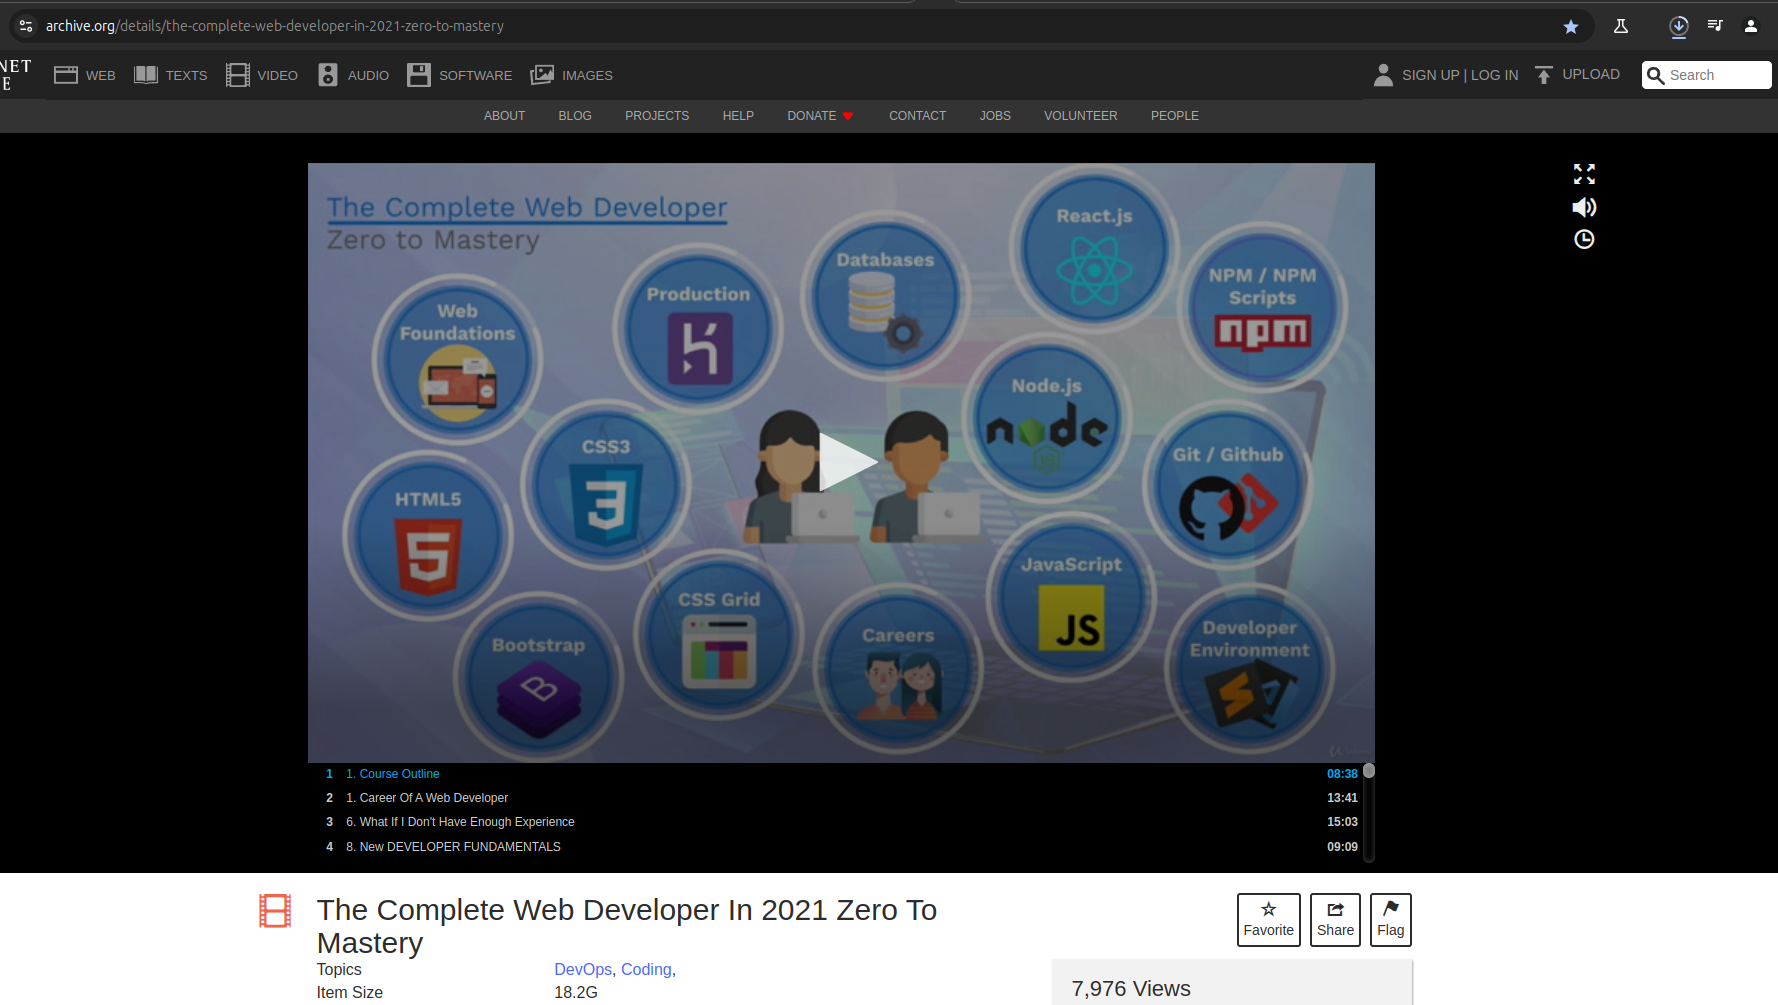 archive.org/details/the-complete-web-developer-in-2021-zero-to-mastery
NET
E
WEB TEXTS VIDEO AUDIO SOFTWARE IMAGES SIGN UP | LOG IN UPLOAD Search
ABOUT BLOG PROJECTS HELP DONATE CONTACT JOBS VOLUNTEER PEOPLE
The Complete Web Developer
Zero to Mastery
React.js
Databases
NPM / NPM
Scripts
npm
Production
Web
Foundations
Node.js
node
JS
CSS3
3
Git / Github
HTML5
5
JavaScript
JS
CSS Grid
Careers
Developer
Environment
Bootstrap
B
1 1. Course Outline 08:38
2 1. Career Of A Web Developer 13:41
3 6. What If I Don't Have Enough Experience 15:03
4 8. New DEVELOPER FUNDAMENTALS 09:09
The Complete Web Developer In 2021 Zero To
Mastery
Favorite Share Flag
Topics DevOps, Coding,
Item Size 18.2G
7,976 Views